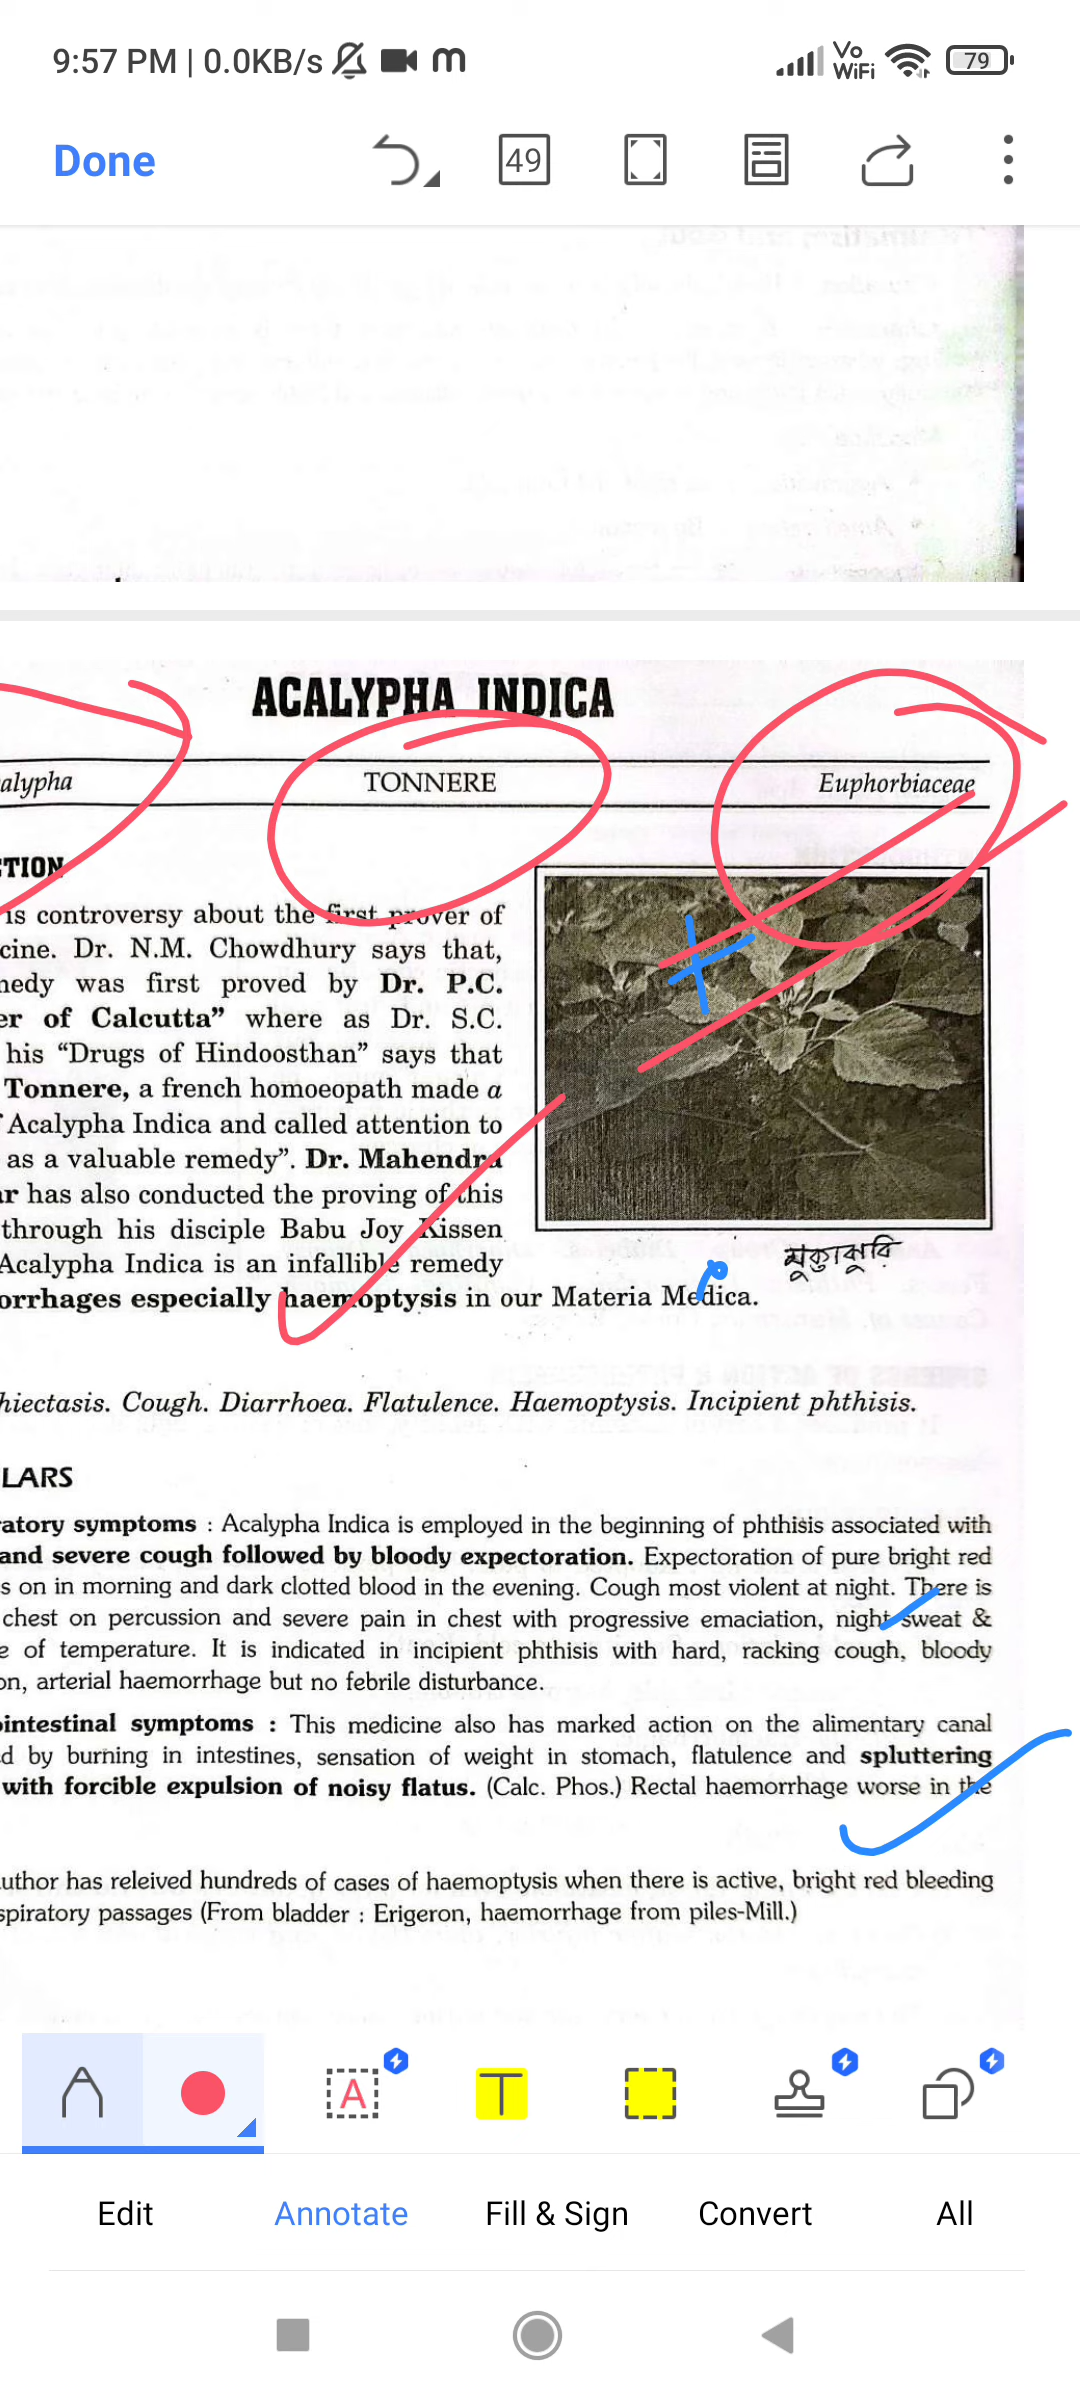 9:57 PM | 0.0KB/s m Vo WiFi 79
Done 49
ACALYPHA INDICA
alypha TONNERE Euphorbiaceae
CTION
is controversy about the first prover of
cine. Dr. N.M. Chowdhury says that,
nedy was first proved by Dr. P.C.
er of Calcutta” where as Dr. S.C.
his “Drugs of Hindoosthan” says that
Tonnere, a french homoeopath made a
Acalypha Indica and called attention to
as a valuable remedy”. Dr. Mahendra
ar has also conducted the proving of this
through his disciple Babu Joy Kissen
Acalypha Indica is an infallible remedy
orrhages especially haemoptysis in our Materia Medica.
মুক্তাঝুরি
hiectasis. Cough. Diarrhoea. Flatulence. Haemoptysis. Incipient phthisis.
LARS
ratory symptoms : Acalypha Indica is employed in the beginning of phthisis associated with
and severe cough followed by bloody expectoration. Expectoration of pure bright red
s on in morning and dark clotted blood in the evening. Cough most violent at night. There is
chest on percussion and severe pain in chest with progressive emaciation, night sweat &
e of temperature. It is indicated in incipient phthisis with hard, racking cough, bloody
on, arterial haemorrhage but no febrile disturbance.
ointestinal symptoms : This medicine also has marked action on the alimentary canal
d by burning in intestines, sensation of weight in stomach, flatulence and spluttering
with forcible expulsion of noisy flatus. (Calc. Phos.) Rectal haemorrhage worse in the
uthor has releived hundreds of cases of haemoptysis when there is active, bright red bleeding
spiratory passages (From bladder : Erigeron, haemorrhage from piles-Mill.)
A T
Edit Annotate Fill & Sign Convert All